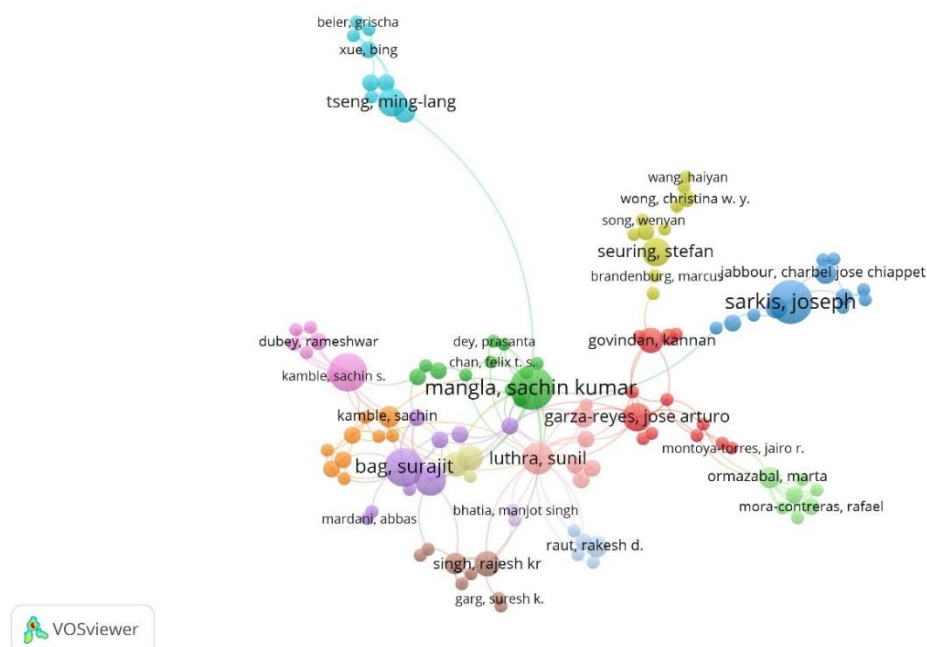 beier, grischa
xue, bing
tseng, ming-lang
wang, haiyan
wong, christina w. y.
song, wenyan
seuring, stefan
brandenburg, marcus
jabbour, charbel jose chiappet
sarkis, joseph
dubey, rameshwar
dey, prasanta
govindan, kannan
chan, felix t. s.
kamble, sachin s.
mangla, sachin kumar
kamble, sachin
garza-reyes, jose arturo
montoya-torres, jairo r.
bag, surajit
luthra, sunil
ormazabal, marta
mora-contreras, rafael
bhatia, manjot singh
mardani, abbas
raut, rakesh d.
singh, rajesh kr
garg, suresh k.
VOSviewer